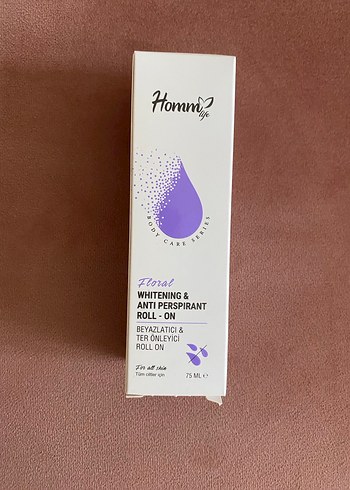 Homm
life
BODY CARE SERIES
Floral
WHITENING &
ANTI PERSPIRANT
ROLL - ON
BEYAZLATICI &
TER ÖNLEYİCİ
ROLL ON
For all skin
Tüm ciltler için
75 ML ℮